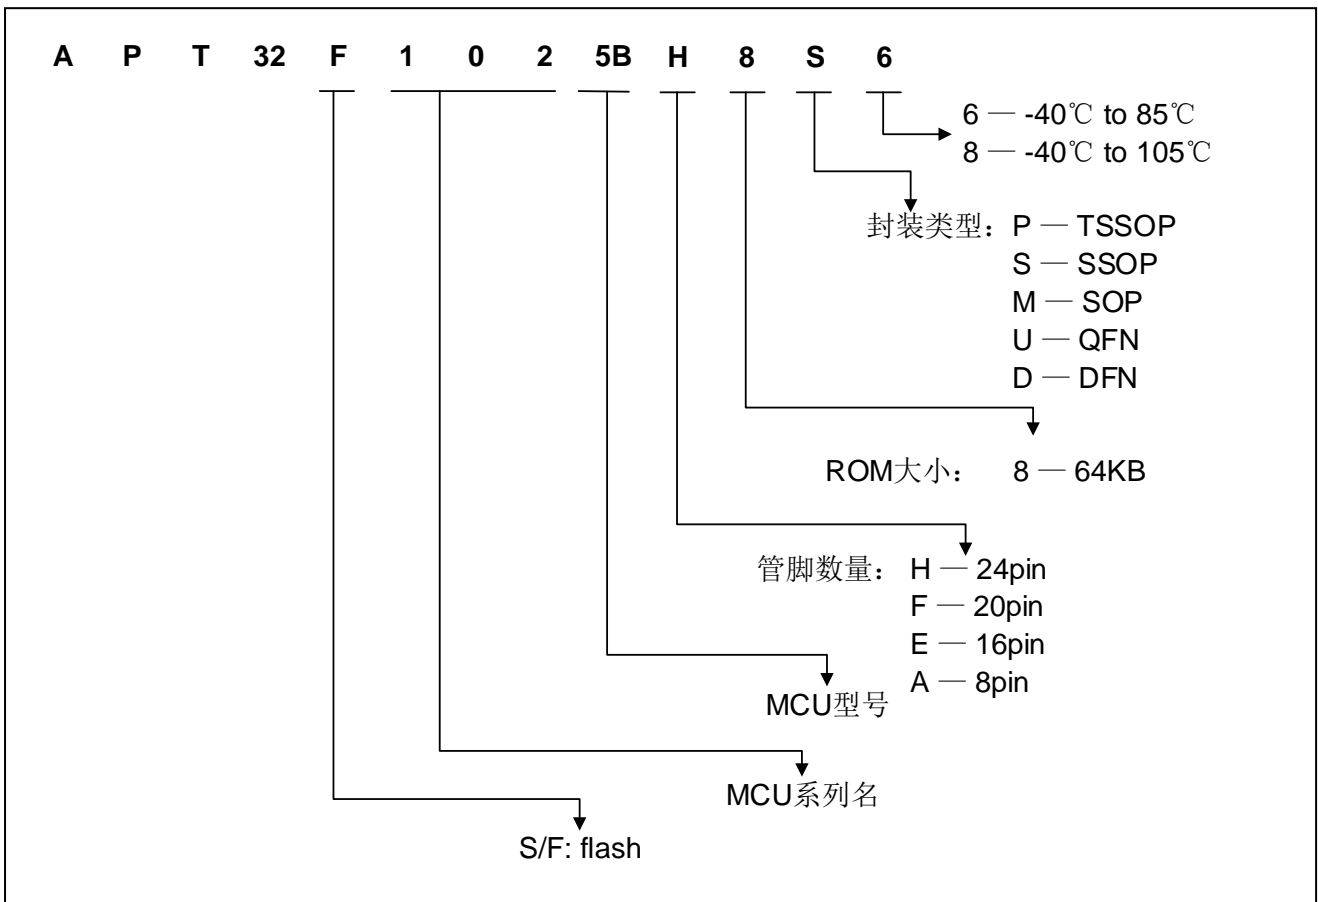 A P T 32 F 1 0 2 5B H 8 S 6
6 — -40℃ to 85℃
8 — -40℃ to 105℃
封装类型：P — TSSOP
S — SSOP
M — SOP
U — QFN
D — DFN
ROM大小： 8 — 64KB
管脚数量： H — 24pin
F — 20pin
E — 16pin
A — 8pin
MCU型号
MCU系列名
S/F: flash